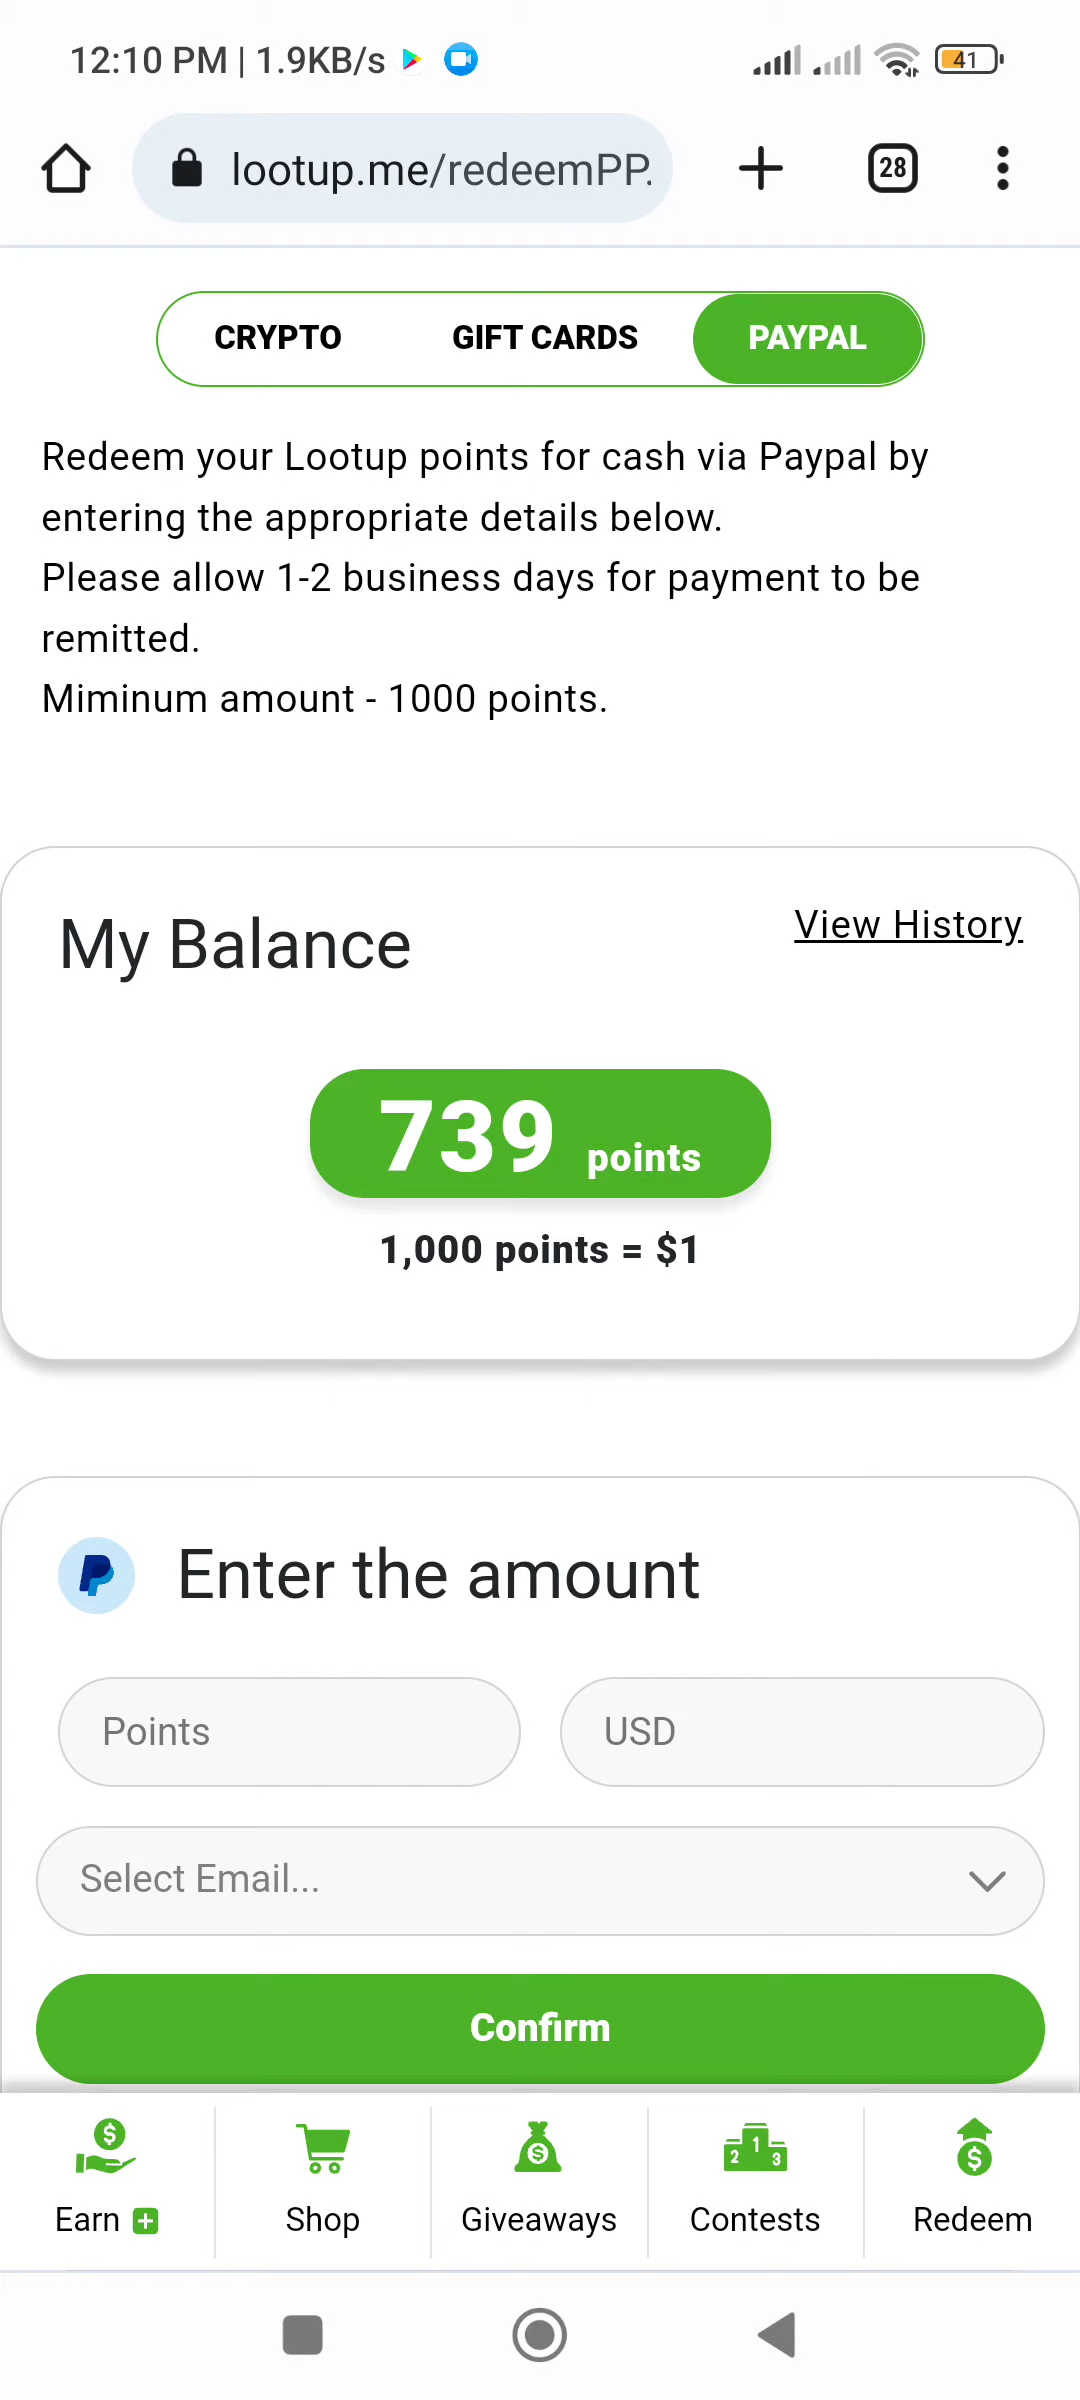 12:10 PM | 1.9KB/s
41
lootup.me/redeemPP.
28
CRYPTO GIFT CARDS PAYPAL
Redeem your Lootup points for cash via Paypal by
entering the appropriate details below.
Please allow 1-2 business days for payment to be
remitted.
Miminum amount - 1000 points.
My Balance
View History
739 points
1,000 points = $1
Enter the amount
Points USD
Select Email...
Confirm
Earn Shop Giveaways Contests Redeem